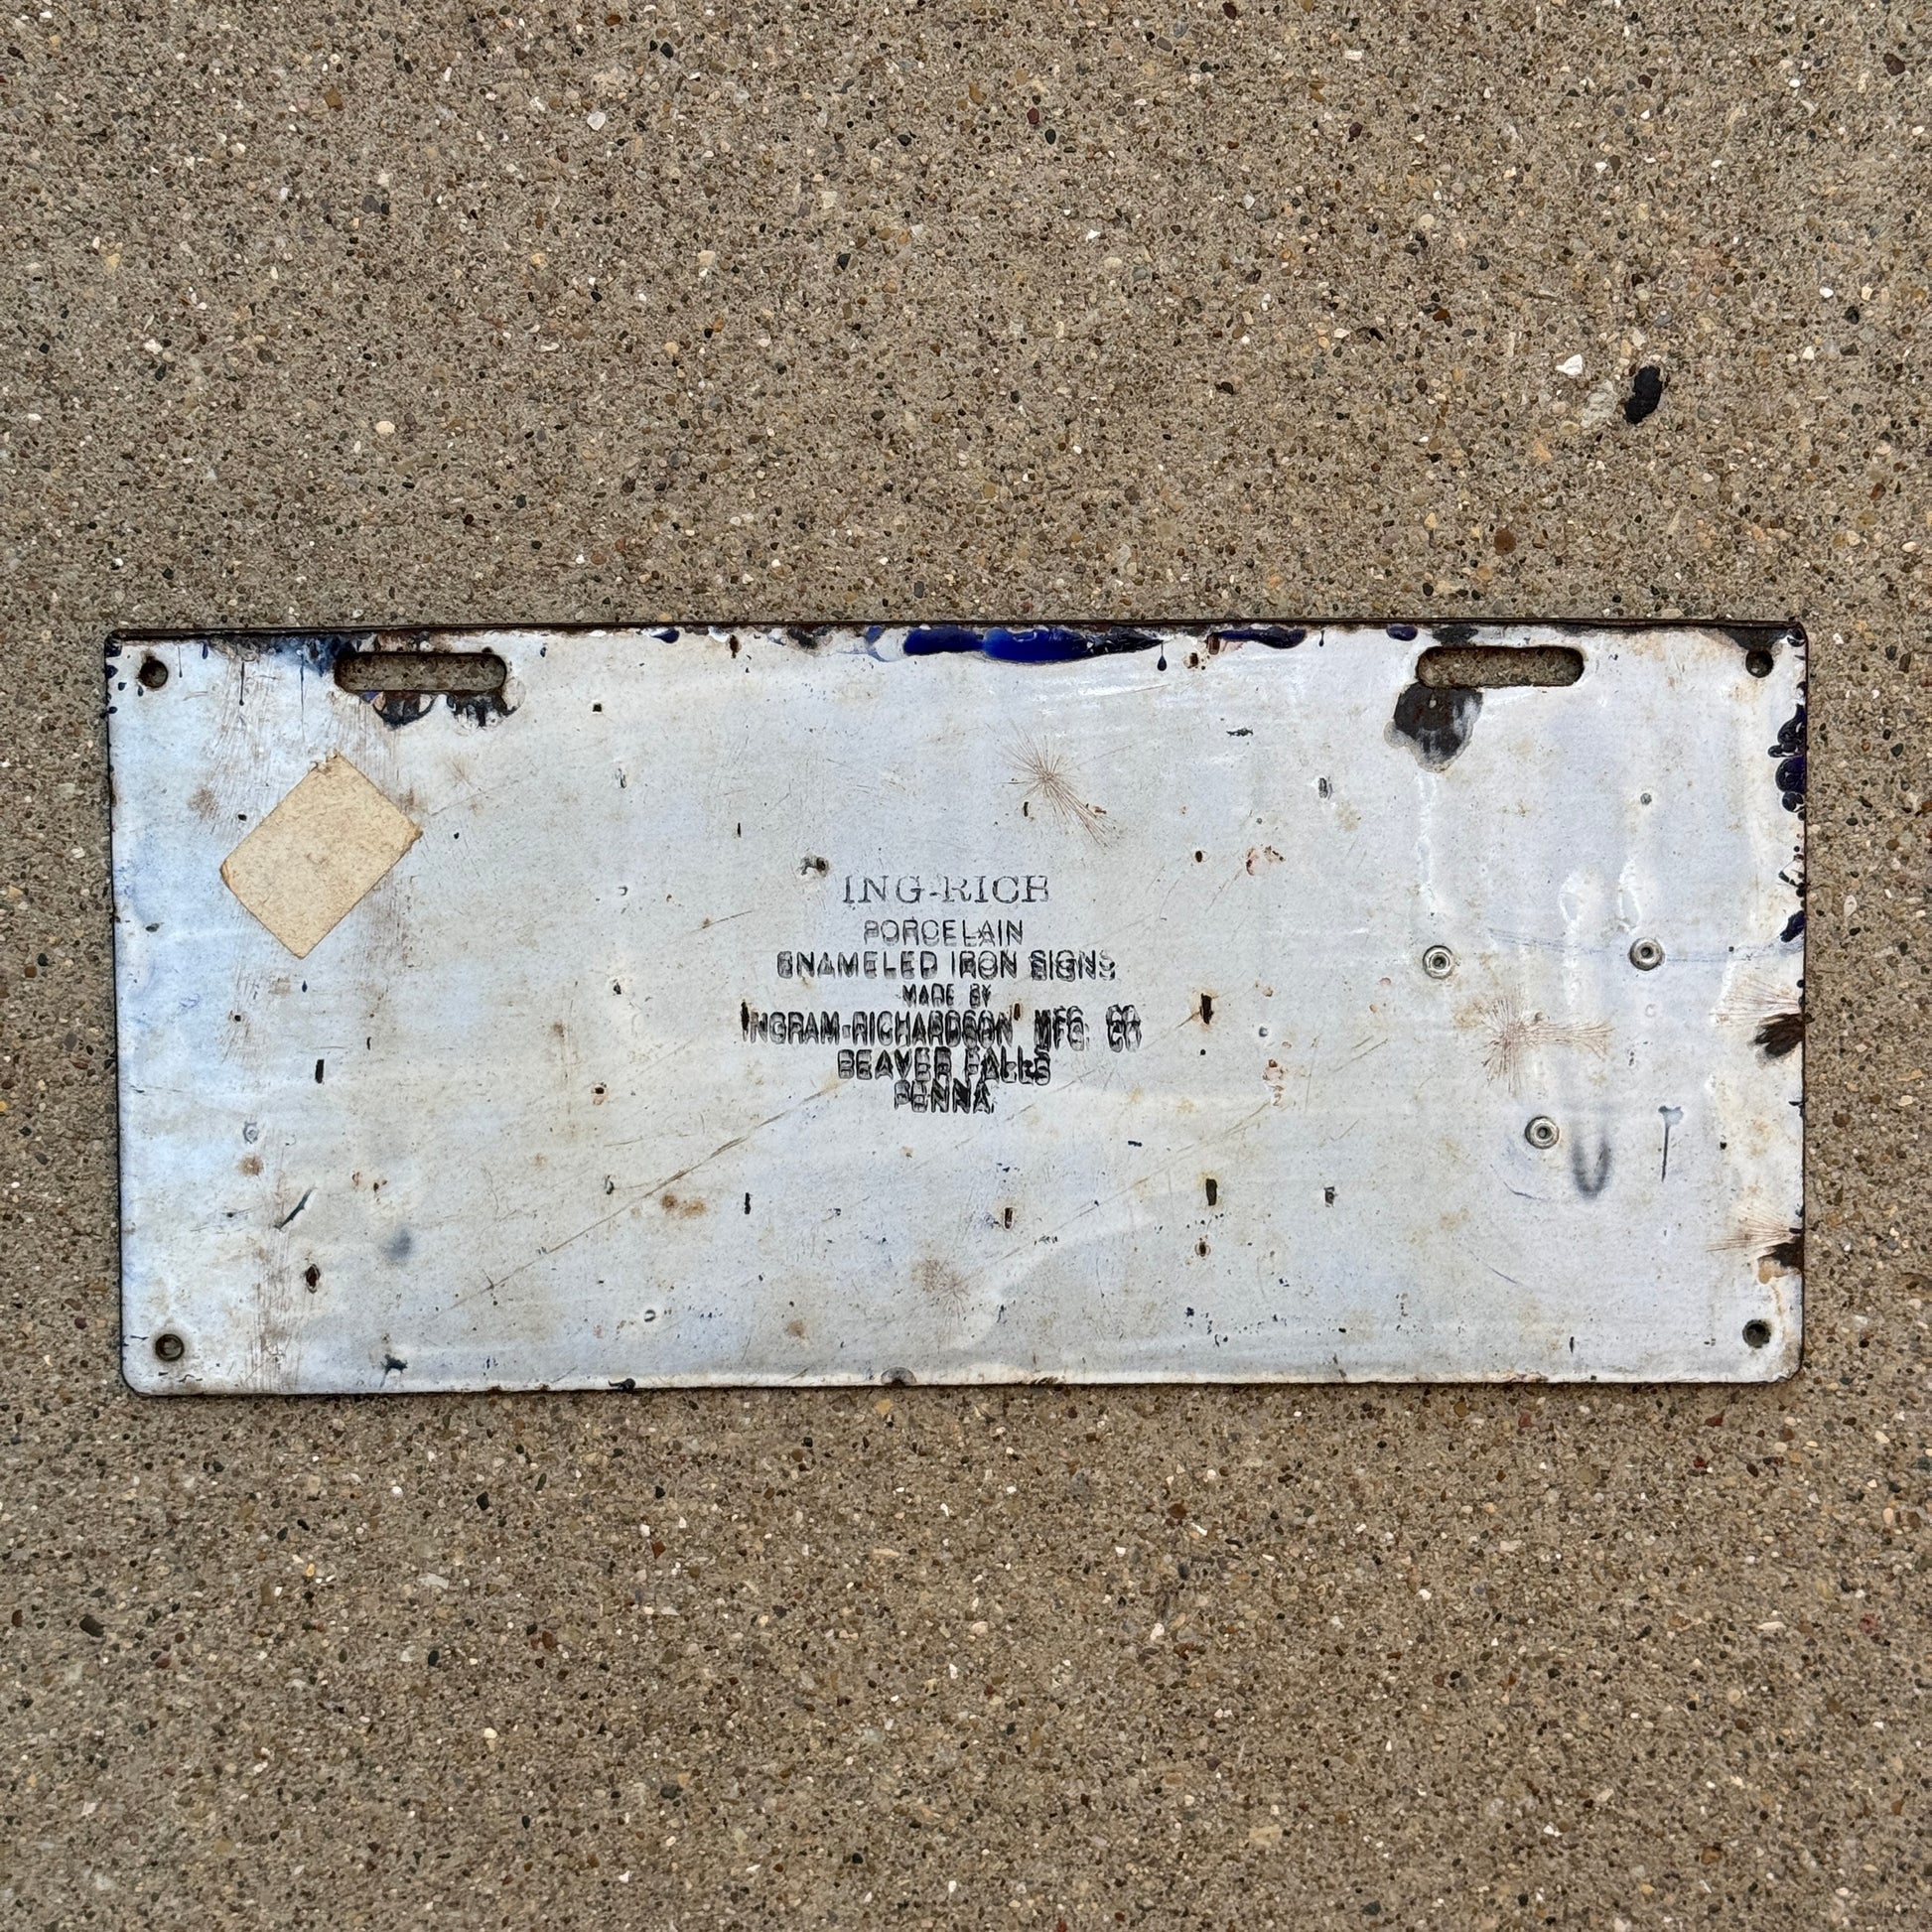 ING-RICH
PORCELAIN
ENAMELED IRON SIGNS
MADE BY
INGRAM-RICHARDSON MFG. CO
BEAVER FALLS
PENNA.